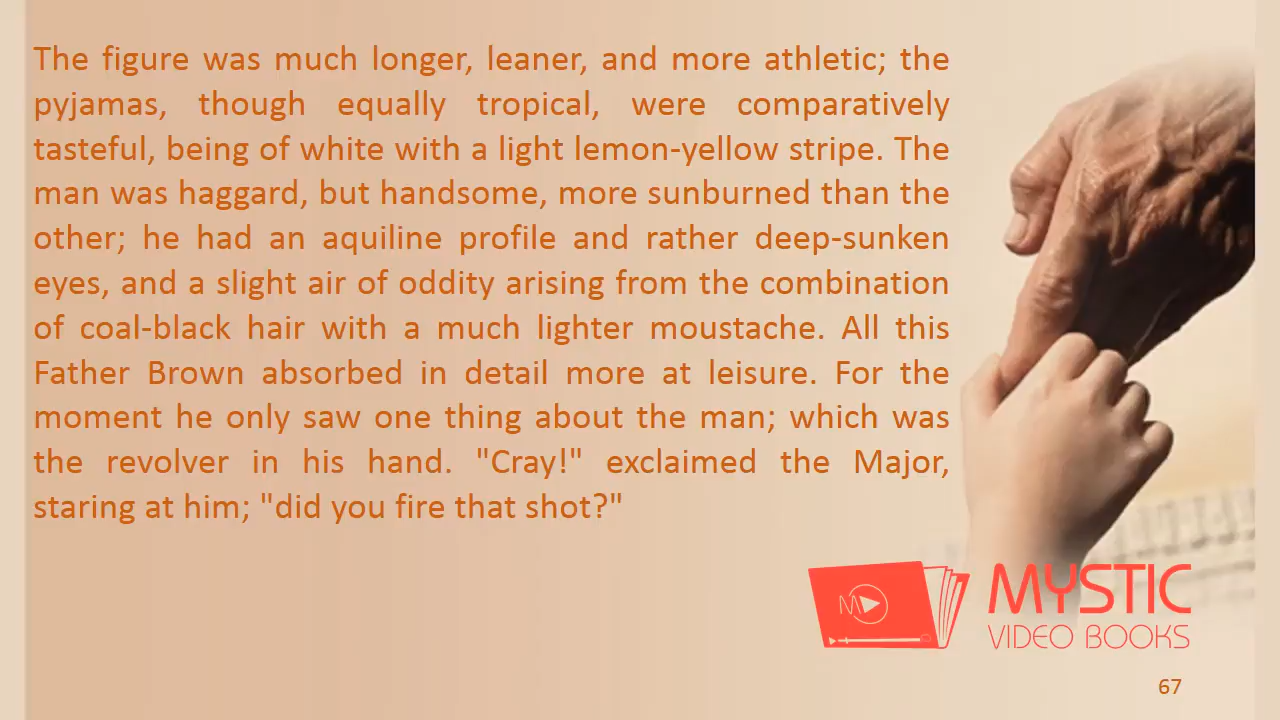 The figure was much longer, leaner, and more athletic; the
pyjamas, though equally tropical, were comparatively
tasteful, being of white with a light lemon-yellow stripe. The
man was haggard, but handsome, more sunburned than the
other; he had an aquiline profile and rather deep-sunken
eyes, and a slight air of oddity arising from the combination
of coal-black hair with a much lighter moustache. All this
Father Brown absorbed in detail more at leisure. For the
moment he only saw one thing about the man; which was
the revolver in his hand. "Cray!" exclaimed the Major,
staring at him; "did you fire that shot?"
M
MYSTIC
VIDEO BOOKS
67